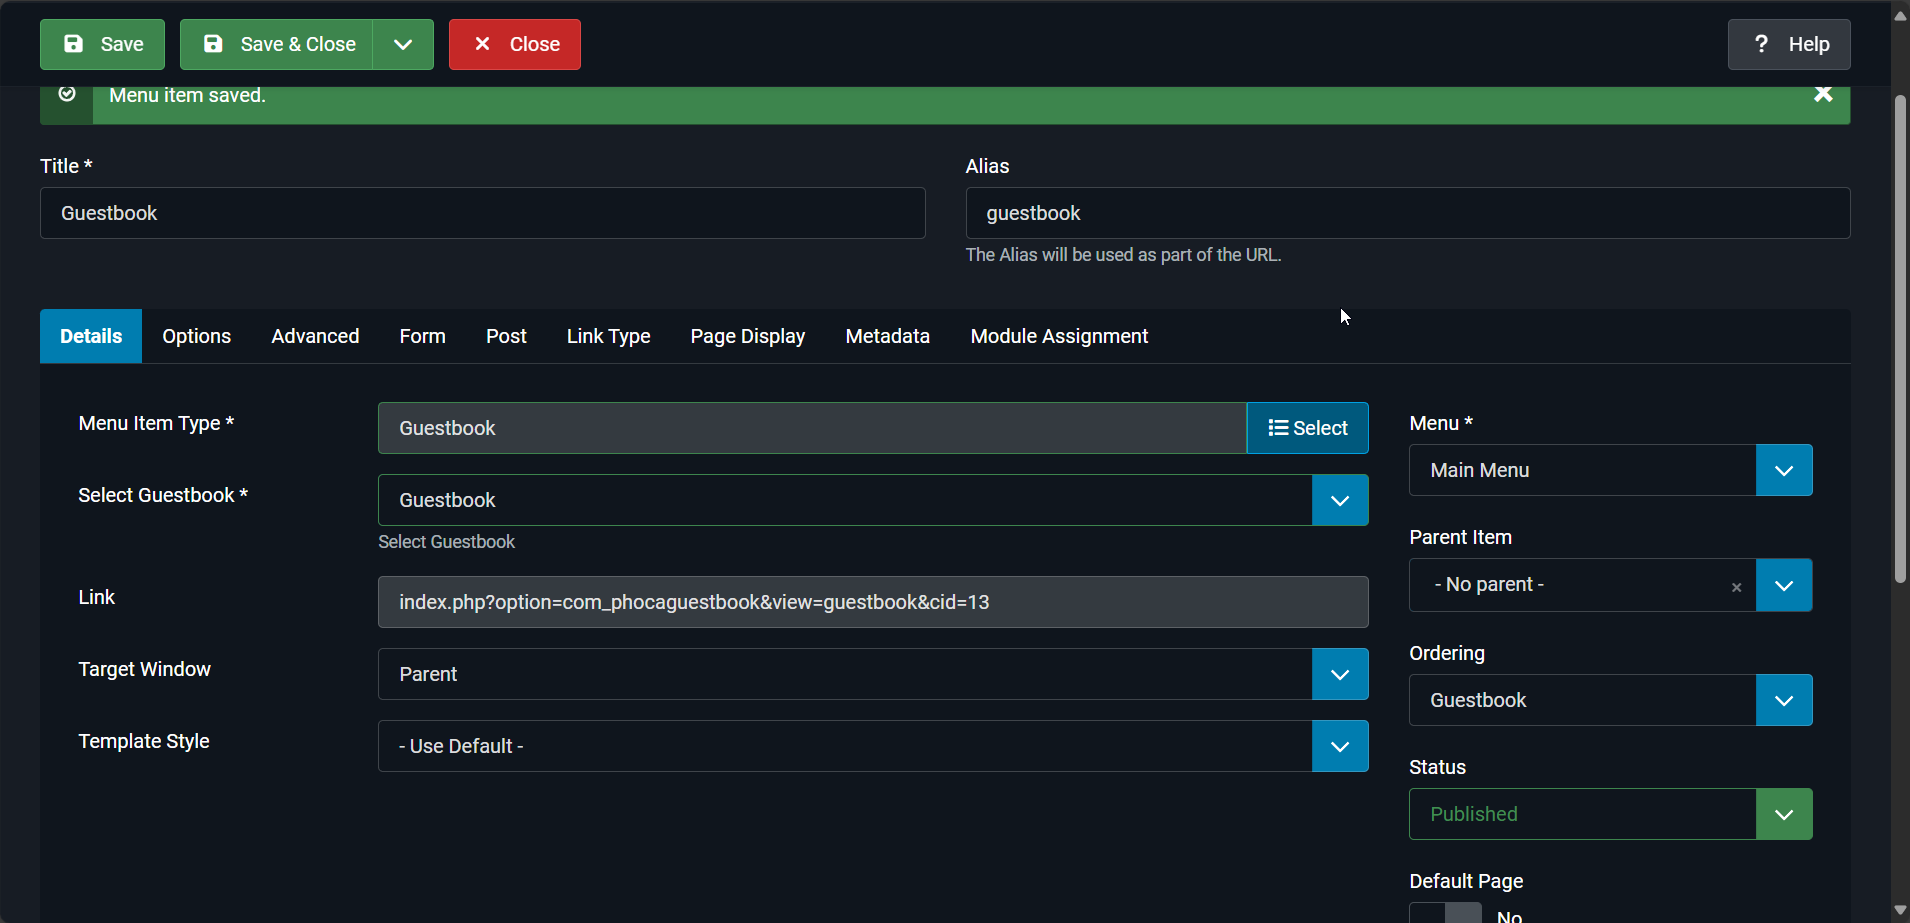 Save
Save & Close
Close
? Help
Menu item saved.
Title *
Alias
Guestbook
guestbook
The Alias will be used as part of the URL.
Details
Options
Advanced
Form
Post
Link Type
Page Display
Metadata
Module Assignment
Menu Item Type *
Guestbook
Select
Select Guestbook *
Guestbook
Select Guestbook
Link
index.php?option=com_phocaguestbook&view=guestbook&cid=13
Target Window
Parent
Template Style
- Use Default -
Menu *
Main Menu
Parent Item
- No parent -
Ordering
Guestbook
Status
Published
Default Page
No